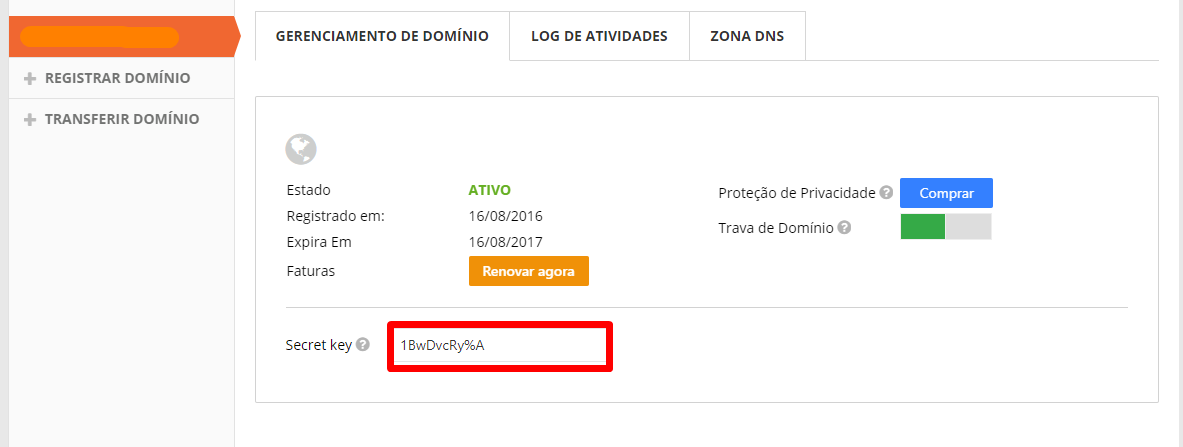 GERENCIAMENTO DE DOMÍNIO
LOG DE ATIVIDADES
ZONA DNS
REGISTRAR DOMÍNIO
TRANSFERIR DOMÍNIO
Estado ATIVO
Registrado em: 16/08/2016
Expira Em 16/08/2017
Faturas Renovar agora
Proteção de Privacidade ? Comprar
Trava de Domínio ?
Secret key ? 1BwDvcRy%A